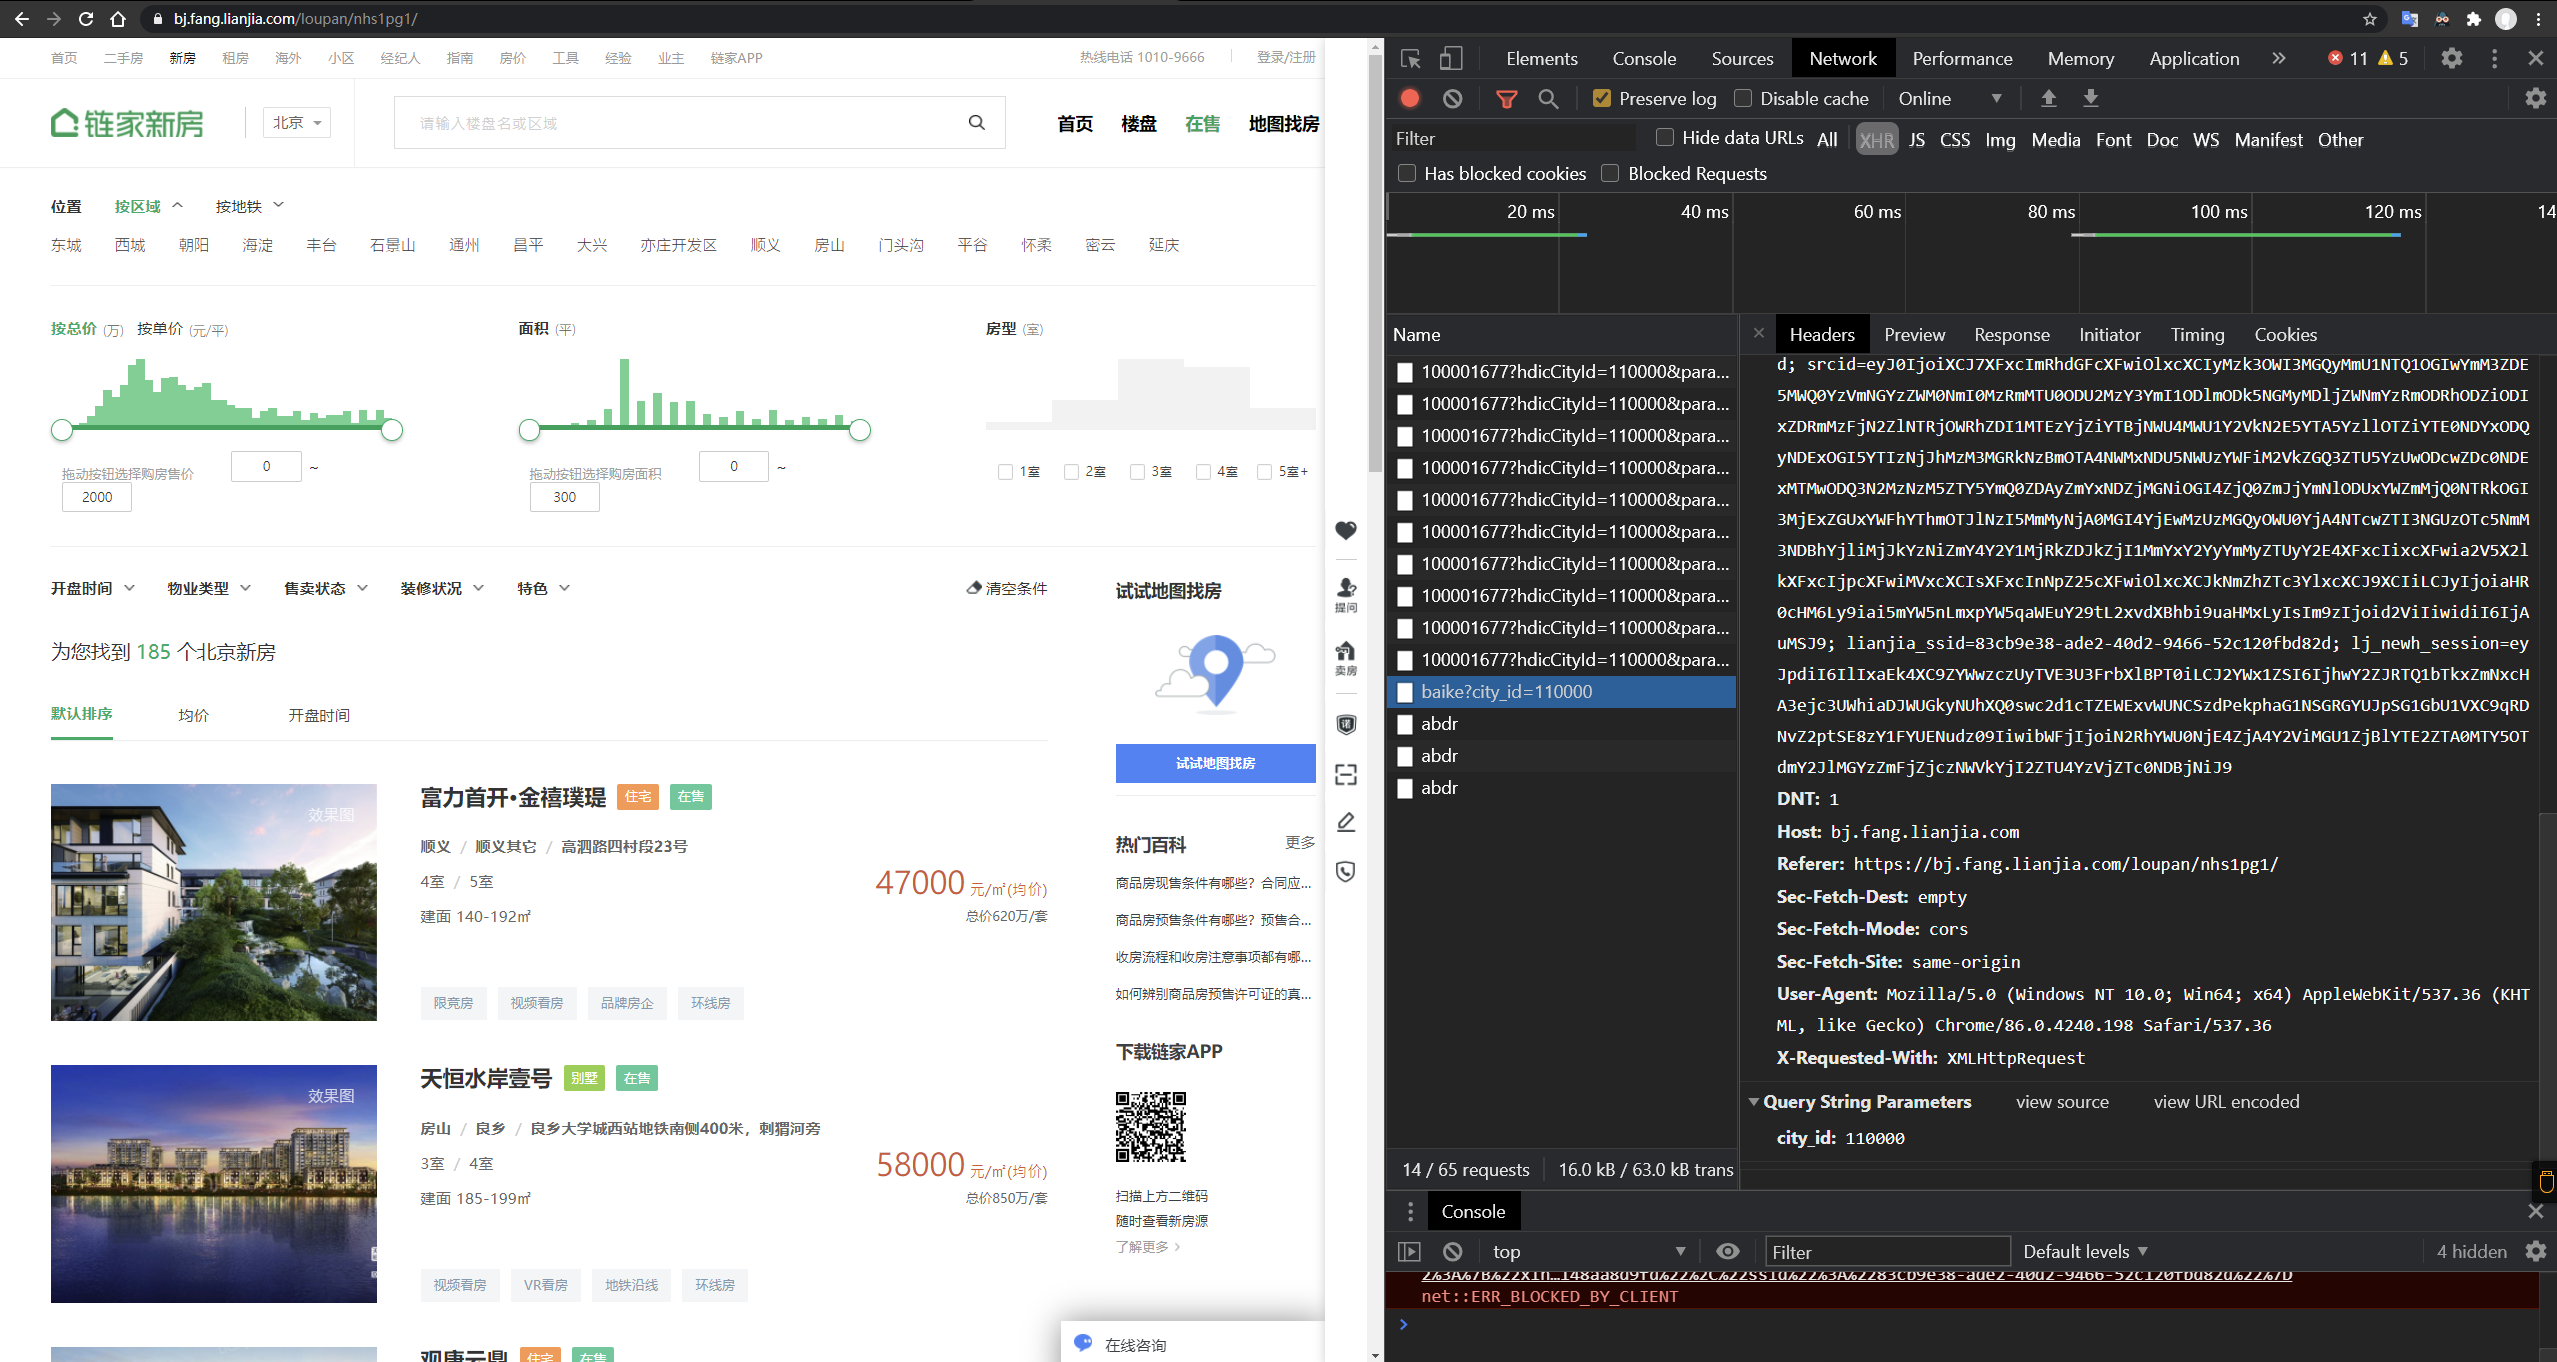 bj.fang.lianjia.com/loupan/nhs1pg1/
首页 二手房 新房 租房 海外 小区 经纪人 指南 房价 工具 经验 业主 链家APP 热线电话 1010-9666 登录/注册
链家新房 北京 请输入楼盘名或区域 首页 楼盘 在售 地图找房
位置 按区域 按地铁
东城 西城 朝阳 海淀 丰台 石景山 通州 昌平 大兴 亦庄开发区 顺义 房山 门头沟 平谷 怀柔 密云 延庆
按总价 (万) 按单价 (元/平) 面积 (平) 房型 (室)
拖动按钮选择购房售价 0 ~ 2000
拖动按钮选择购房面积 0 ~ 300
1室 2室 3室 4室 5室+
开盘时间 物业类型 售卖状态 装修状况 特色 清空条件
为您找到 185 个北京新房
默认排序 均价 开盘时间
效果图
富力首开·金禧璞瑅 住宅 在售
顺义 / 顺义其它 / 高泗路四村段23号
4室 / 5室
47000 元/㎡(均价)
建面 140-192㎡
总价620万/套
限竞房 视频看房 品牌房企 环线房
效果图
天恒水岸壹号 别墅 在售
房山 / 良乡 / 良乡大学城西站地铁南侧400米，刺猬河旁
3室 / 4室
58000 元/㎡(均价)
建面 185-199㎡
总价850万/套
视频看房 VR看房 地铁沿线 环线房
观唐云鼎 住宅 在售
试试地图找房
试试地图找房
热门百科 更多
商品房现售条件有哪些？合同应...
商品房预售条件有哪些？预售合...
收房流程和收房注意事项都有哪...
如何辨别商品房预售许可证的真...
下载链家APP
扫描上方二维码
随时查看新房源
了解更多 >
在线咨询
提问
卖房
诺
Elements Console Sources Network Performance Memory Application » 11 5
Preserve log Disable cache Online
Filter Hide data URLs All XHR JS CSS Img Media Font Doc WS Manifest Other
Has blocked cookies Blocked Requests
20 ms 40 ms 60 ms 80 ms 100 ms 120 ms 14
Name
100001677?hdicCityId=110000&para...
100001677?hdicCityId=110000&para...
100001677?hdicCityId=110000&para...
100001677?hdicCityId=110000&para...
100001677?hdicCityId=110000&para...
100001677?hdicCityId=110000&para...
100001677?hdicCityId=110000&para...
100001677?hdicCityId=110000&para...
100001677?hdicCityId=110000&para...
100001677?hdicCityId=110000&para...
baike?city_id=110000
abdr
abdr
abdr
14 / 65 requests 16.0 kB / 63.0 kB trans
Headers Preview Response Initiator Timing Cookies
uMSJ9; lianjia_ssid=83cb9e38-ade2-40d2-9466-52c120fbd82d; lj_newh_session=ey
DNT: 1
Host: bj.fang.lianjia.com
Referer: https://bj.fang.lianjia.com/loupan/nhs1pg1/
Sec-Fetch-Dest: empty
Sec-Fetch-Mode: cors
Sec-Fetch-Site: same-origin
User-Agent: Mozilla/5.0 (Windows NT 10.0; Win64; x64) AppleWebKit/537.36 (KHT
ML, like Gecko) Chrome/86.0.4240.198 Safari/537.36
X-Requested-With: XMLHttpRequest
Query String Parameters view source view URL encoded
city_id: 110000
Console
top Filter Default levels 4 hidden
net::ERR_BLOCKED_BY_CLIENT